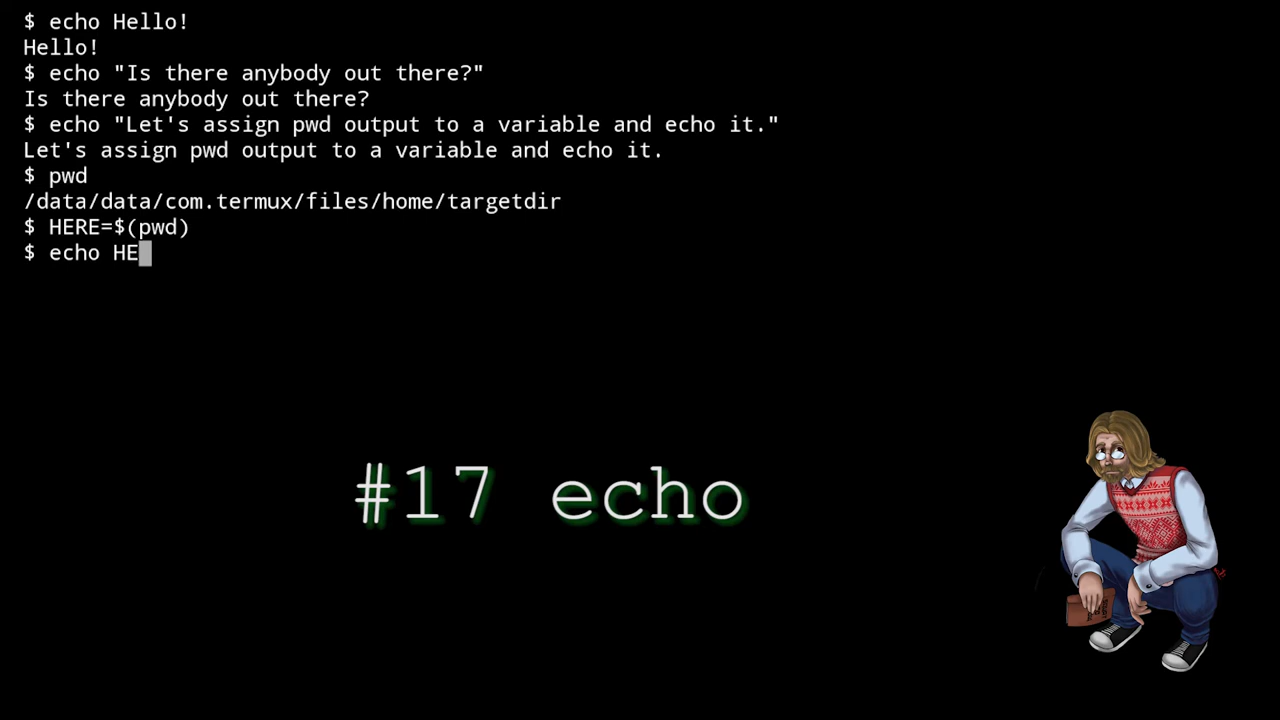 $ echo Hello!
Hello!
$ echo "Is there anybody out there?"
Is there anybody out there?
$ echo "Let's assign pwd output to a variable and echo it."
Let's assign pwd output to a variable and echo it.
$ pwd
/data/data/com.termux/files/home/targetdir
$ HERE=$(pwd)
$ echo HE
#17 echo